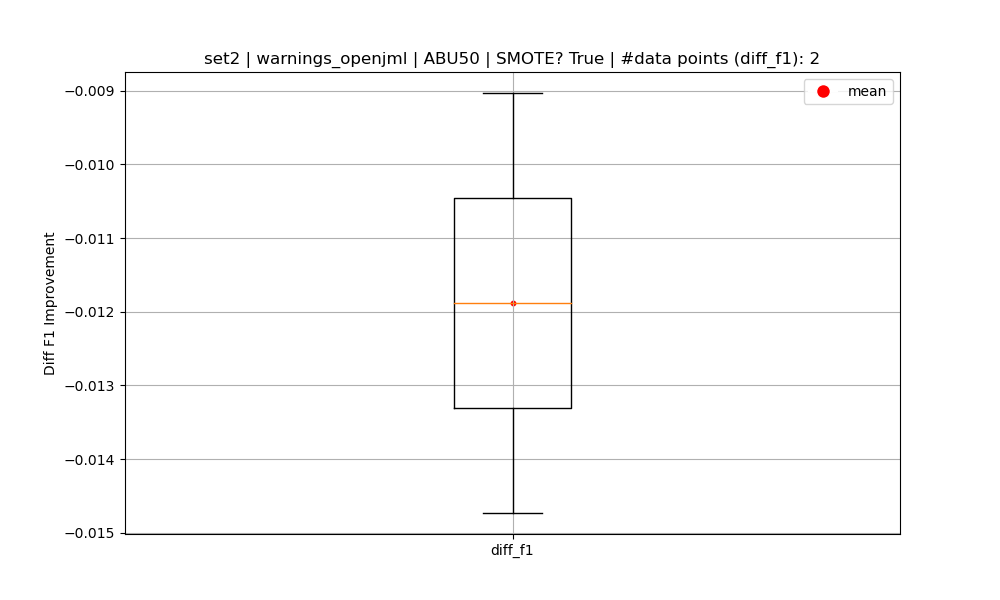 set2 | warnings_openjml | ABU50 | SMOTE? True | #data points (diff_f1): 2
mean
Diff F1 Improvement
−0.009
−0.010
−0.011
−0.012
−0.013
−0.014
−0.015
diff_f1